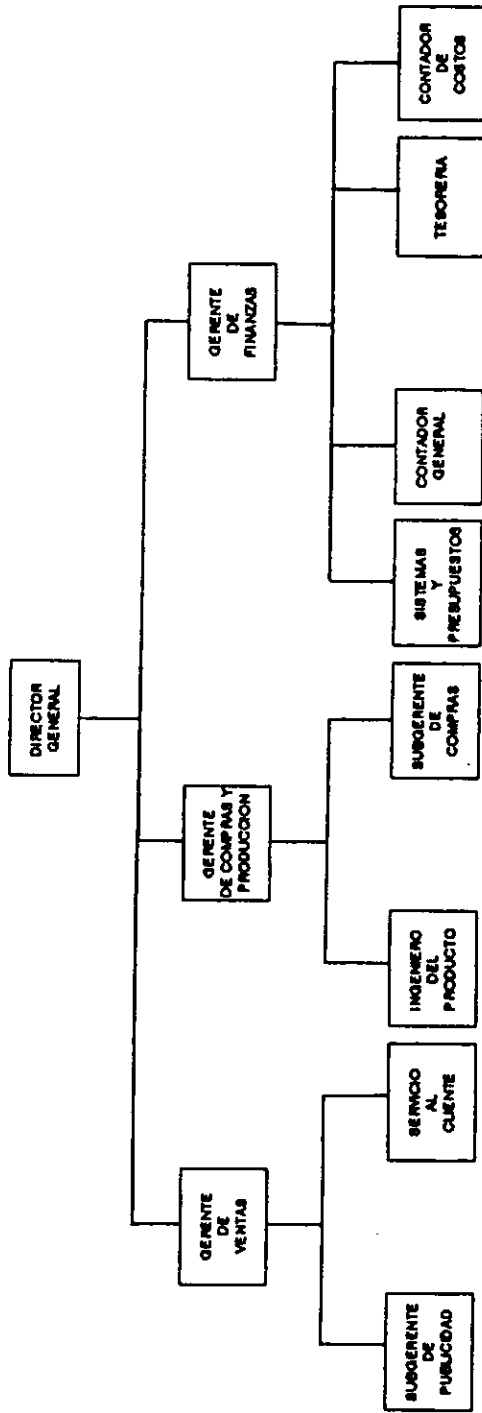 DIRECTOR
GENERAL
GERENTE
DE
VENTAS
GERENTE
DE COMPRAS Y
PRODUCCION
GERENTE
DE
FINANZAS
SUBGERENTE
DE
PUBLICIDAD
SERVICIO
AL
CLIENTE
INGENIERO
DEL
PRODUCTO
SUBGERENTE
DE
COMPRAS
SISTEMAS
Y
PRESUPUESTOS
CONTADOR
GENERAL
TESORERIA
CONTADOR
DE
COSTOS